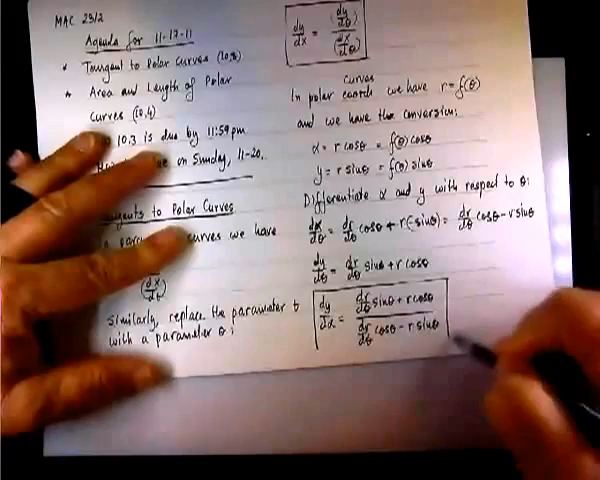 MAC 2312
Agenda for 11-17-11
* Tangent to Polar Curves (10.3)
* Area and Length of Polar
Curves (10.4)
10.3 is due by 11:59pm
on Sunday, 11-20.
Tangents to Polar Curves
curves we have
(dx/dθ)
Similarly, replace the parameter t
with a parameter θ:
dy/dx = (dy/dθ)/(dx/dθ)
curves
In polar we have r = f(θ)
and we have the conversion:
x = r cosθ = f(θ) cosθ
y = r sinθ = f(θ) sinθ
Differentiate x and y with respect to θ:
dx/dθ = dr/dθ cosθ + r(-sinθ) = dr/dθ cosθ - r sinθ
dy/dθ = dr/dθ sinθ + r cosθ
dy/dx = (dr/dθ sinθ + r cosθ)/(dr/dθ cosθ - r sinθ)